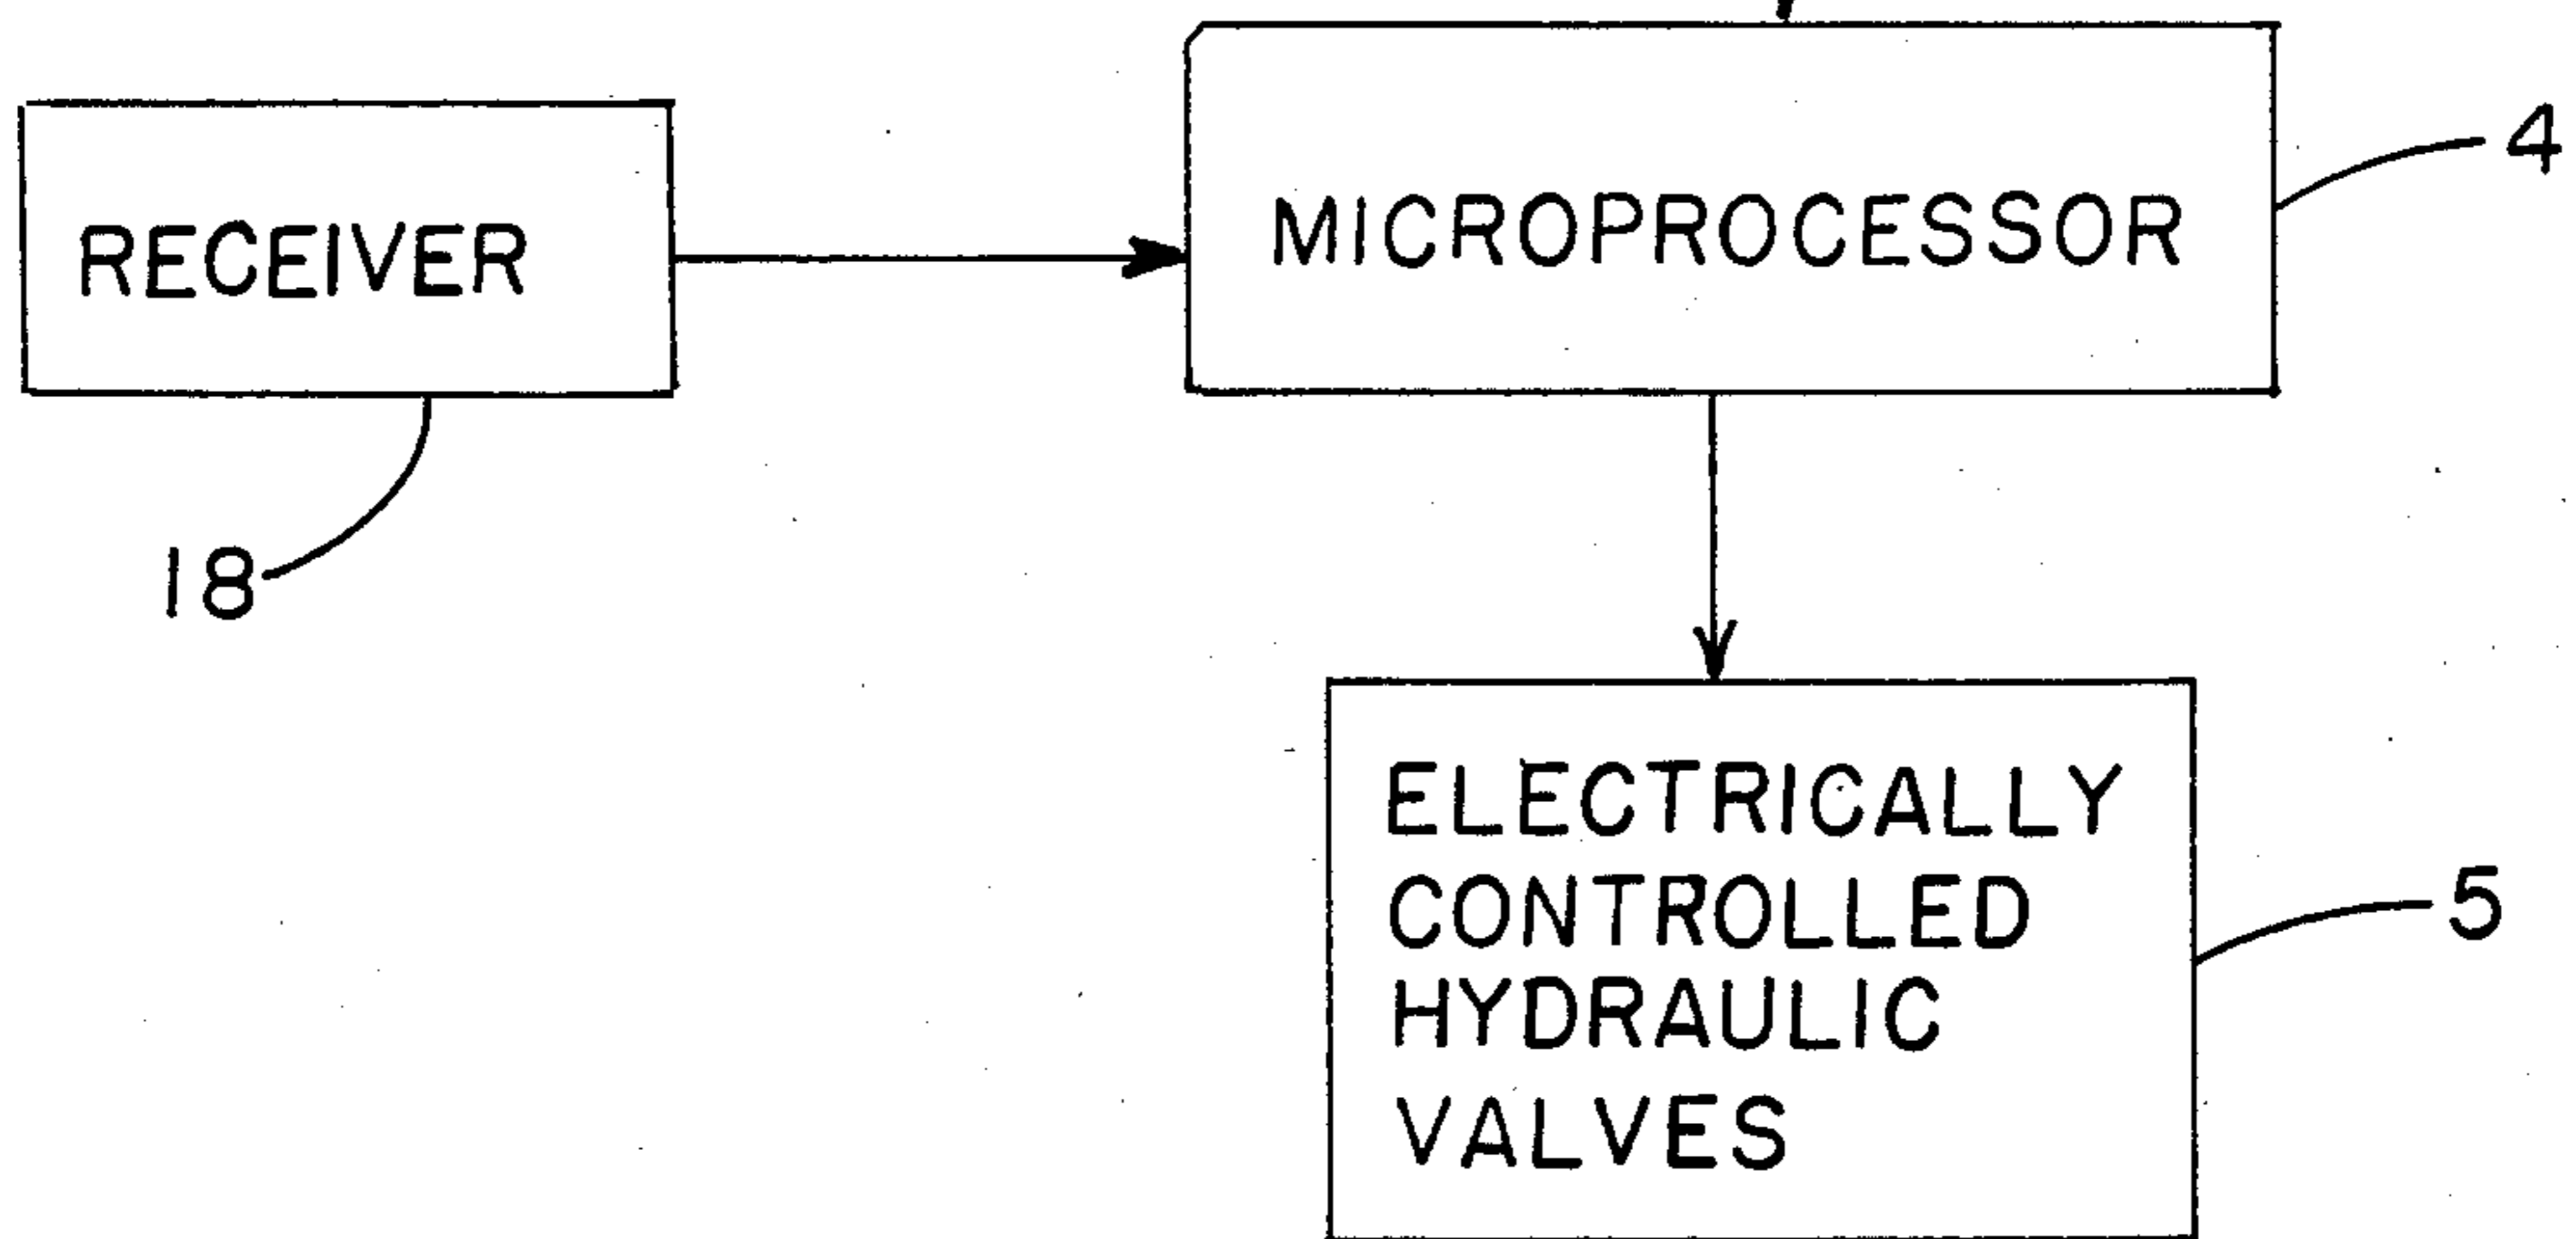 RECEIVER
MICROPROCESSOR
4
18
ELECTRICALLY
CONTROLLED
HYDRAULIC
VALVES
5